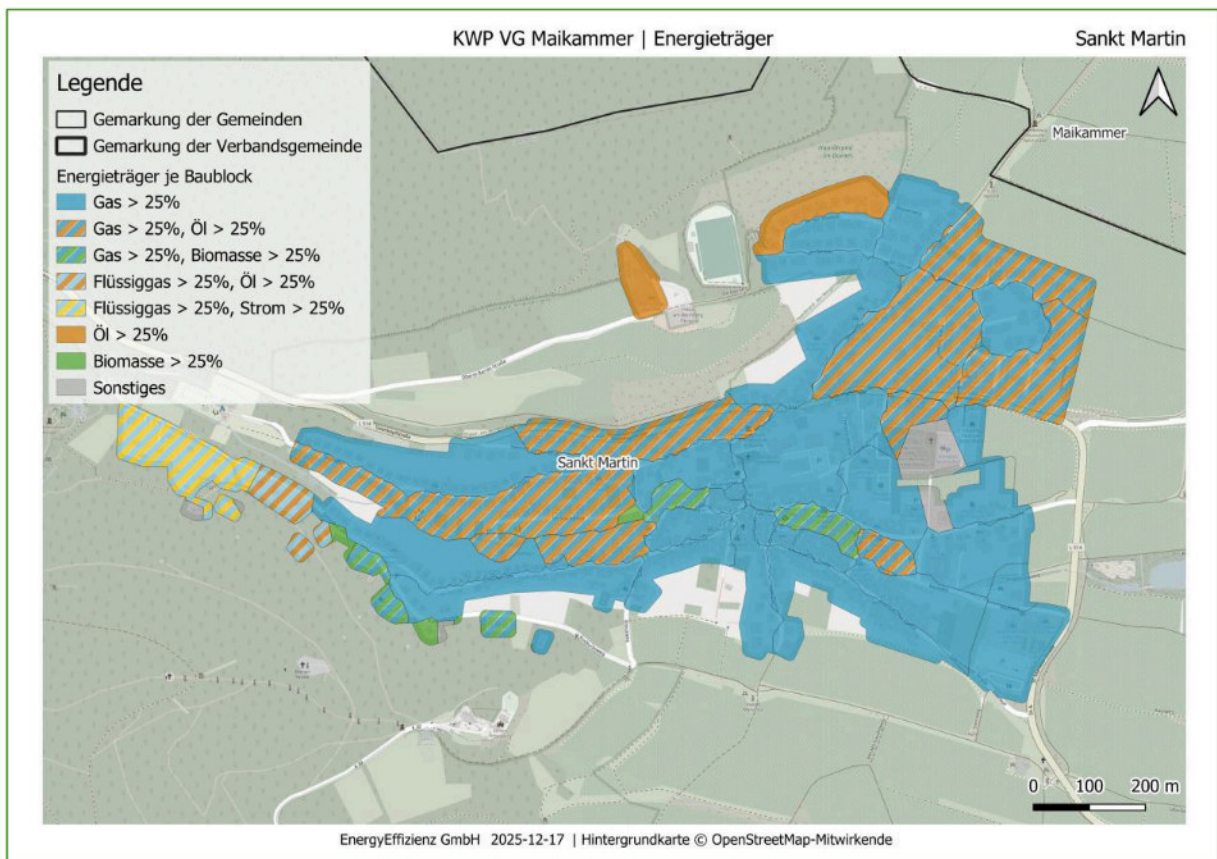 KWP VG Maikammer | Energieträger
Sankt Martin
Legende
Gemarkung der Gemeinden
Gemarkung der Verbandsgemeinde
Energieträger je Baublock
Gas > 25%
Gas > 25%, Öl > 25%
Gas > 25%, Biomasse > 25%
Flüssiggas > 25%, Öl > 25%
Flüssiggas > 25%, Strom > 25%
Öl > 25%
Biomasse > 25%
Sonstiges
Maikammer
Sankt Martin
0 100 200 m
EnergyEffizienz GmbH 2025-12-17 | Hintergrundkarte © OpenStreetMap-Mitwirkende